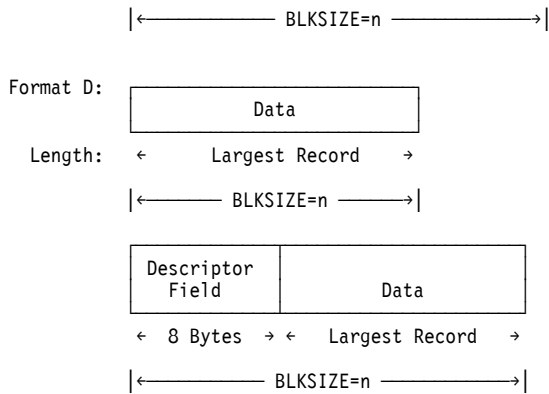 BLKSIZE=n
Format D:
Data
Length: ← Largest Record →
BLKSIZE=n
Descriptor
Field Data
← 8 Bytes → ← Largest Record →
BLKSIZE=n